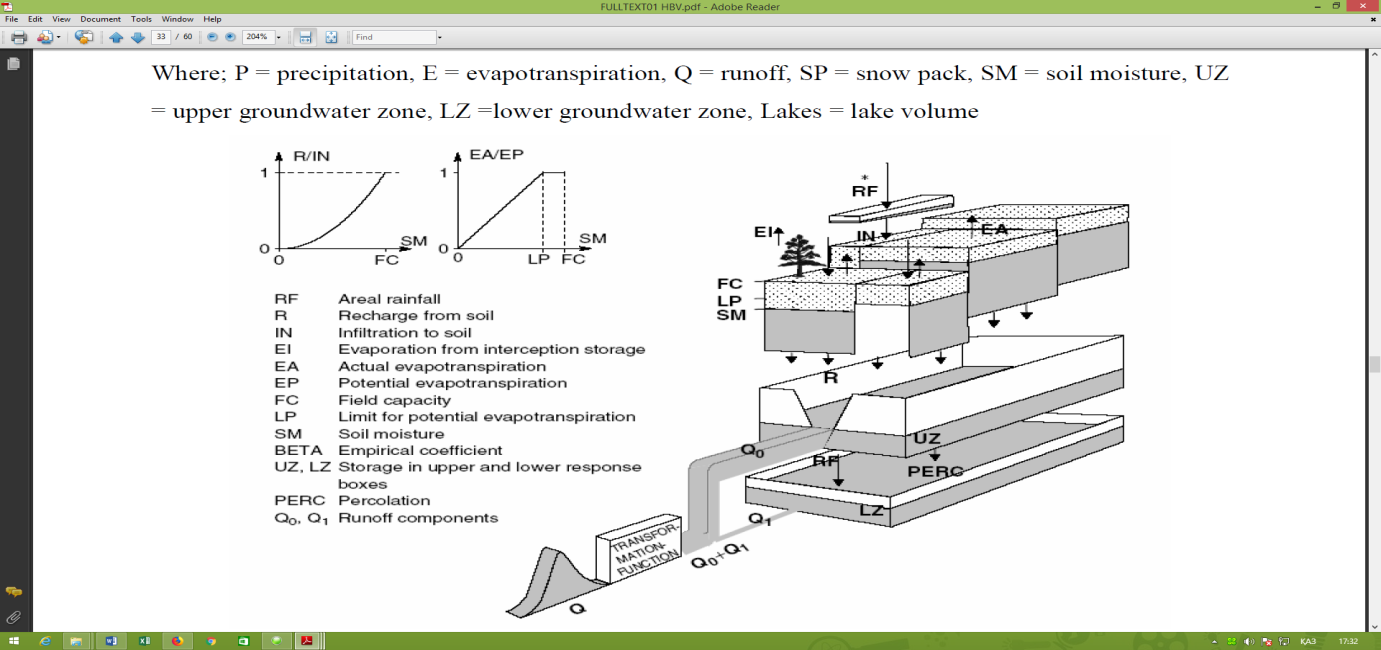 FULLTEXT01 HBV.pdf - Adobe Reader
File Edit View Document Tools Window Help
33 / 60 204% Find
Where; P = precipitation, E = evapotranspiration, Q = runoff, SP = snow pack, SM = soil moisture, UZ
= upper groundwater zone, LZ =lower groundwater zone, Lakes = lake volume
R/IN
1
0
0
FC
SM
EA/EP
1
0
0
LP FC
SM
RF Areal rainfall
R Recharge from soil
IN Infiltration to soil
EI Evaporation from interception storage
EA Actual evapotranspiration
EP Potential evapotranspiration
FC Field capacity
LP Limit for potential evapotranspiration
SM Soil moisture
BETA Empirical coefficient
UZ, LZ Storage in upper and lower response
boxes
PERC Percolation
Q0, Q1 Runoff components
*
RF
EI
IN
EA
FC
LP
SM
R
UZ
Q0
RF
PERC
LZ
Q1
Q0+Q1
TRANSFOR-
MATION-
FUNCTION
Q
ҚАЗ 17:32